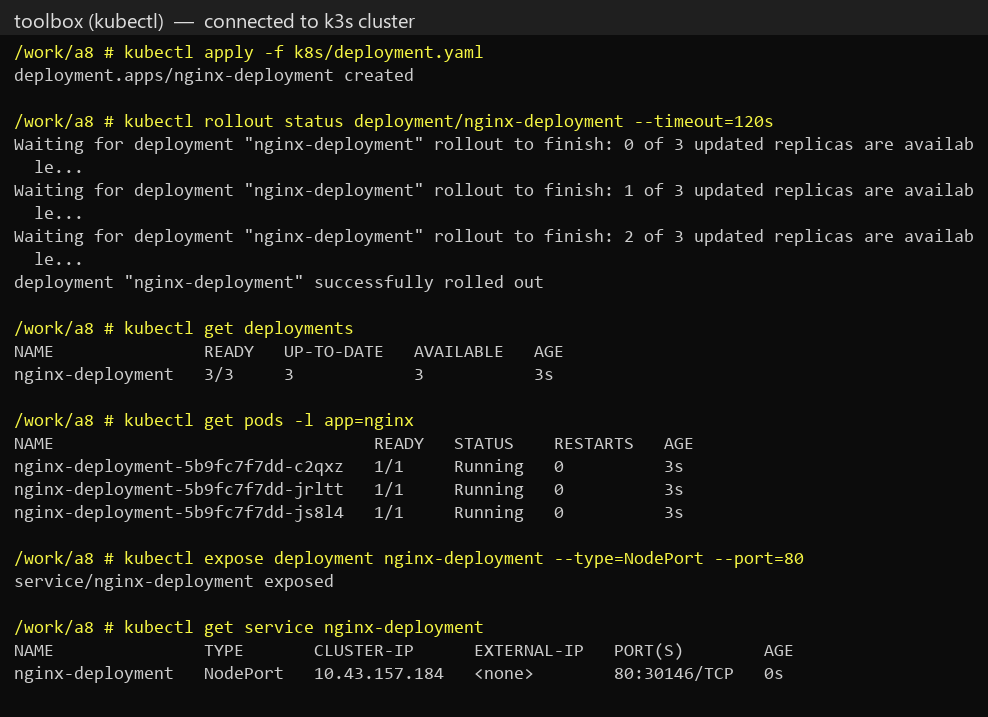 toolbox (kubectl)  —  connected to k3s cluster
/work/a8 # kubectl apply -f k8s/deployment.yaml
deployment.apps/nginx-deployment created

/work/a8 # kubectl rollout status deployment/nginx-deployment --timeout=120s
Waiting for deployment "nginx-deployment" rollout to finish: 0 of 3 updated replicas are availab
  le...
Waiting for deployment "nginx-deployment" rollout to finish: 1 of 3 updated replicas are availab
  le...
Waiting for deployment "nginx-deployment" rollout to finish: 2 of 3 updated replicas are availab
  le...
deployment "nginx-deployment" successfully rolled out

/work/a8 # kubectl get deployments
NAME               READY   UP-TO-DATE   AVAILABLE   AGE
nginx-deployment   3/3     3            3           3s

/work/a8 # kubectl get pods -l app=nginx
NAME                                READY   STATUS    RESTARTS   AGE
nginx-deployment-5b9fc7f7dd-c2qxz   1/1     Running   0          3s
nginx-deployment-5b9fc7f7dd-jrltt   1/1     Running   0          3s
nginx-deployment-5b9fc7f7dd-js8l4   1/1     Running   0          3s

/work/a8 # kubectl expose deployment nginx-deployment --type=NodePort --port=80
service/nginx-deployment exposed

/work/a8 # kubectl get service nginx-deployment
NAME               TYPE       CLUSTER-IP      EXTERNAL-IP   PORT(S)        AGE
nginx-deployment   NodePort   10.43.157.184   <none>        80:30146/TCP   0s